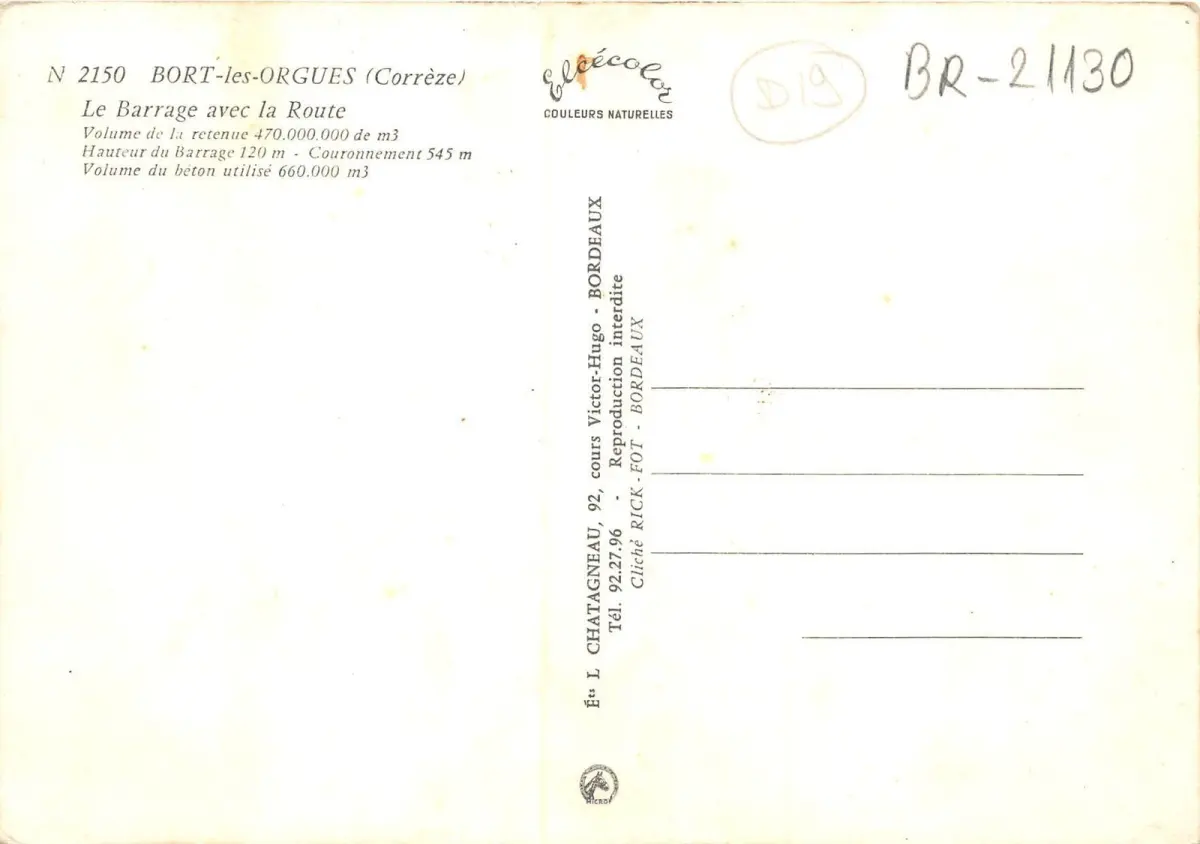 N 2150 BORT-les-ORGUES (Corrèze)
Le Barrage avec la Route
Volume de la retenue 470.000.000 de m3
Hauteur du Barrage 120 m - Couronnement 545 m
Volume du béton utilisé 660.000 m3
Elcécolor
COULEURS NATURELLES
D19
BR-21130
Éts L CHATAGNEAU, 92, cours Victor-Hugo - BORDEAUX
Tél. 92.27.96 - Reproduction interdite
Cliché RICK-FOT - BORDEAUX
MICRO